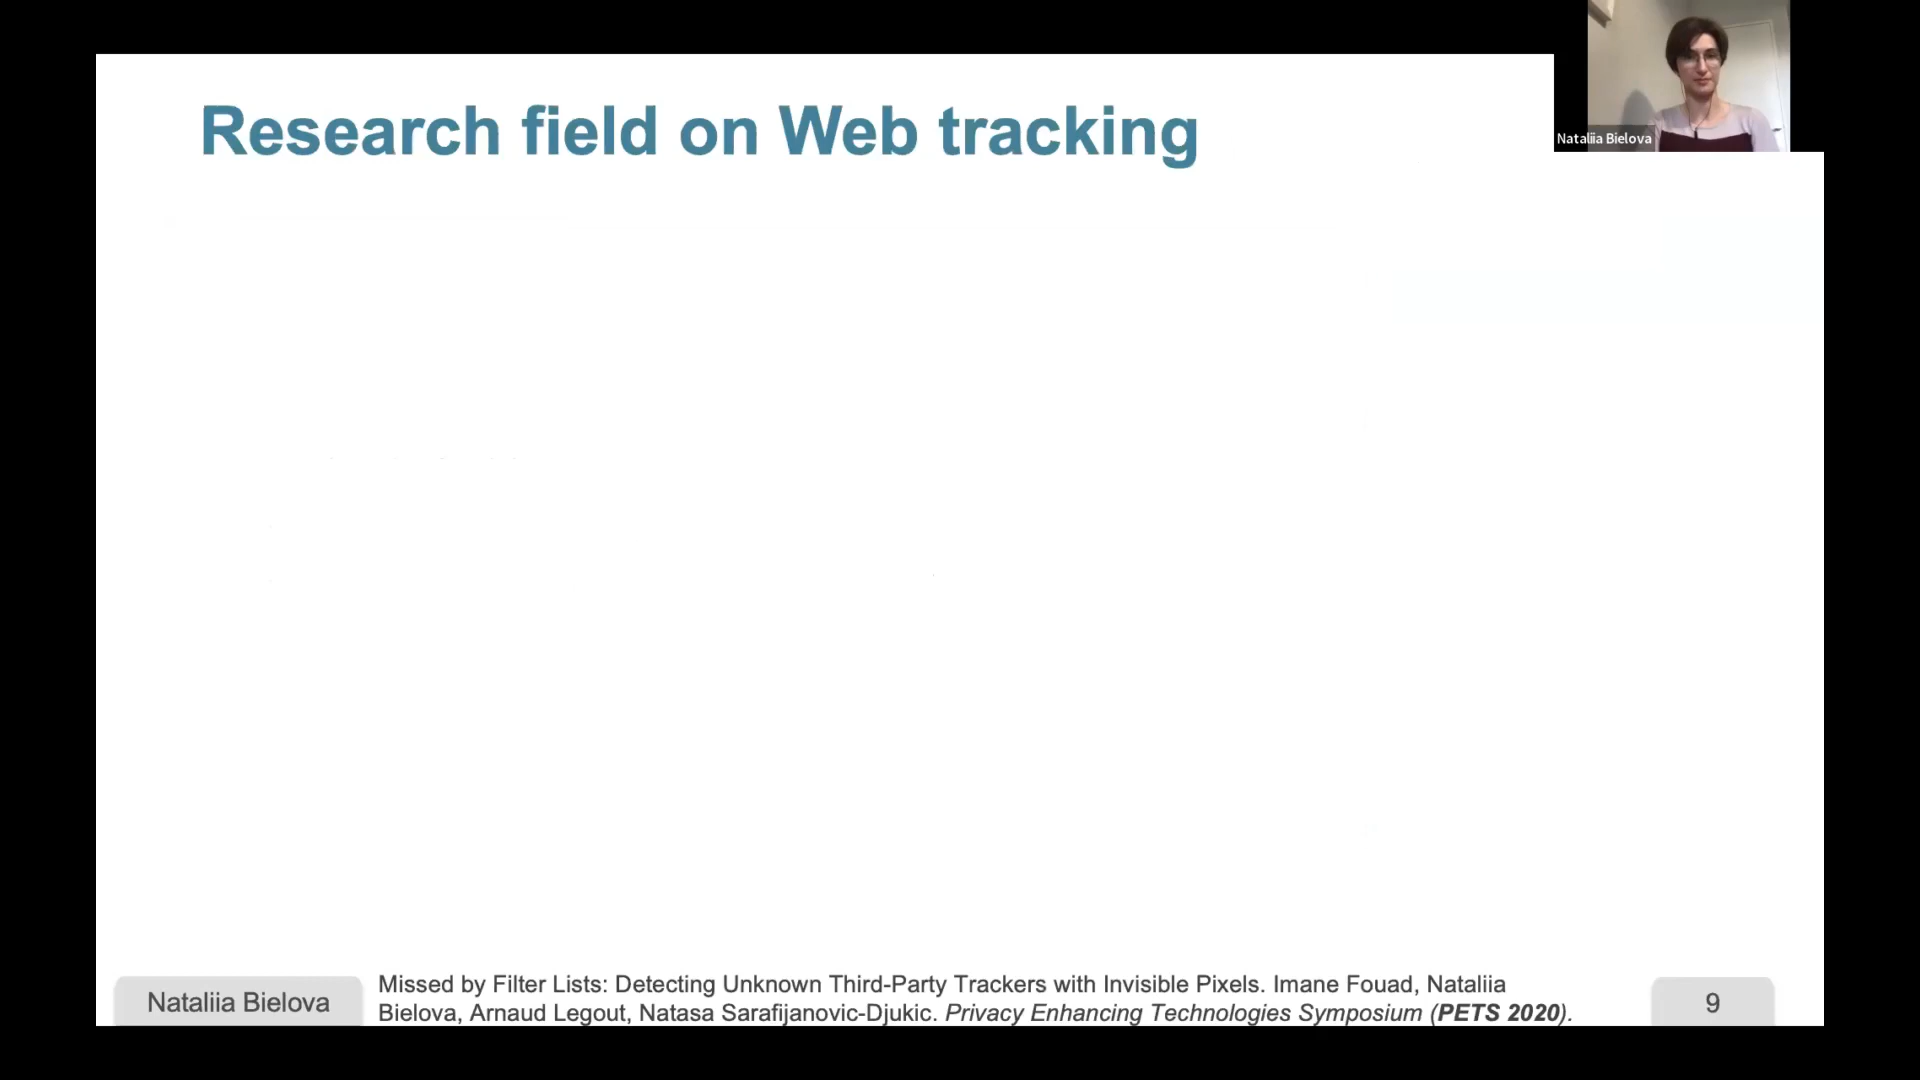 Research field on Web tracking
Nataliia Bielova
Nataliia Bielova
Missed by Filter Lists: Detecting Unknown Third-Party Trackers with Invisible Pixels. Imane Fouad, Nataliia
Bielova, Arnaud Legout, Natasa Sarafijanovic-Djukic. Privacy Enhancing Technologies Symposium (PETS 2020).
9